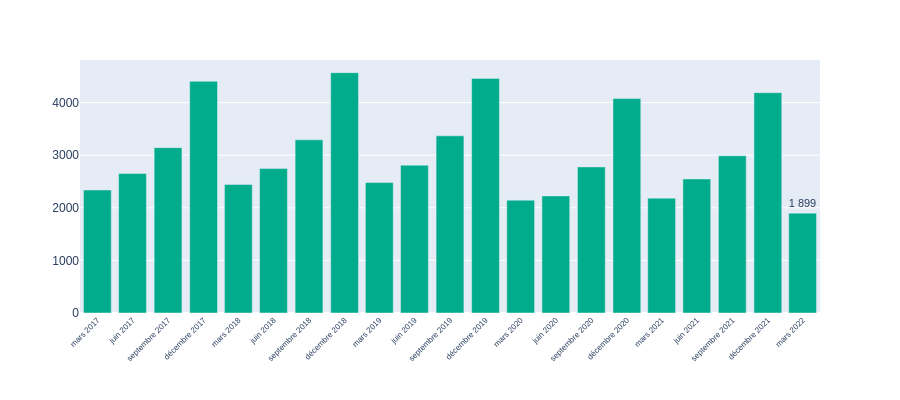 4000
3000
2000
1000
0
1 899
mars 2017
juin 2017
septembre 2017
décembre 2017
mars 2018
juin 2018
septembre 2018
décembre 2018
mars 2019
juin 2019
septembre 2019
décembre 2019
mars 2020
juin 2020
septembre 2020
décembre 2020
mars 2021
juin 2021
septembre 2021
décembre 2021
mars 2022